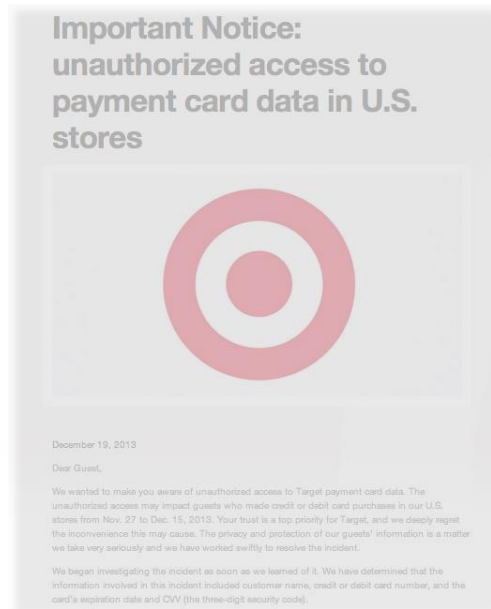 Important Notice:
unauthorized access to
payment card data in U.S.
stores
December 19, 2013
Dear Guest,
We wanted to make you aware of unauthorized access to Target payment card data. The
unauthorized access may impact guests who made credit or debit card purchases in our U.S.
stores from Nov. 27 to Dec. 15, 2013. Your trust is a top priority for Target, and we deeply regret
the inconvenience this may cause. The privacy and protection of our guests' information is a matter
we take very seriously and we have worked swiftly to resolve the incident.
We began investigating the incident as soon as we learned of it. We have determined that the
information involved in this incident included customer name, credit or debit card number, and the
card's expiration date and CVV (the three-digit security code).